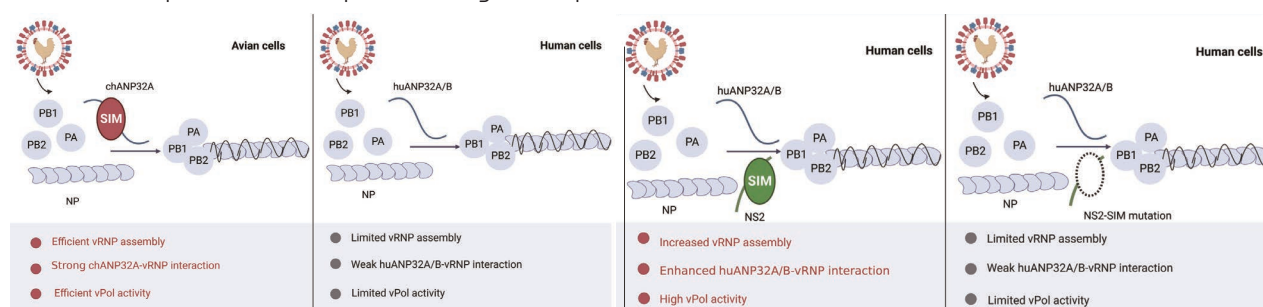 Avian cells
chANP32A
SIM
PB1
PA
PB2
NP
PA
PB1
PB2
Efficient vRNP assembly
Strong chANP32A-vRNP interaction
Efficient vPol activity
Human cells
huANP32A/B
PB1
PA
PB2
NP
PA
PB1
PB2
Limited vRNP assembly
Weak huANP32A/B-vRNP interaction
Limited vPol activity
Human cells
huANP32A/B
PB1
PA
PB2
NP
SIM
NS2
PA
PB1
PB2
Increased vRNP assembly
Enhanced huANP32A/B-vRNP interaction
High vPol activity
Human cells
huANP32A/B
PB1
PA
PB2
NP
NS2-SIM mutation
PA
PB1
PB2
Limited vRNP assembly
Weak huANP32A/B-vRNP interaction
Limited vPol activity